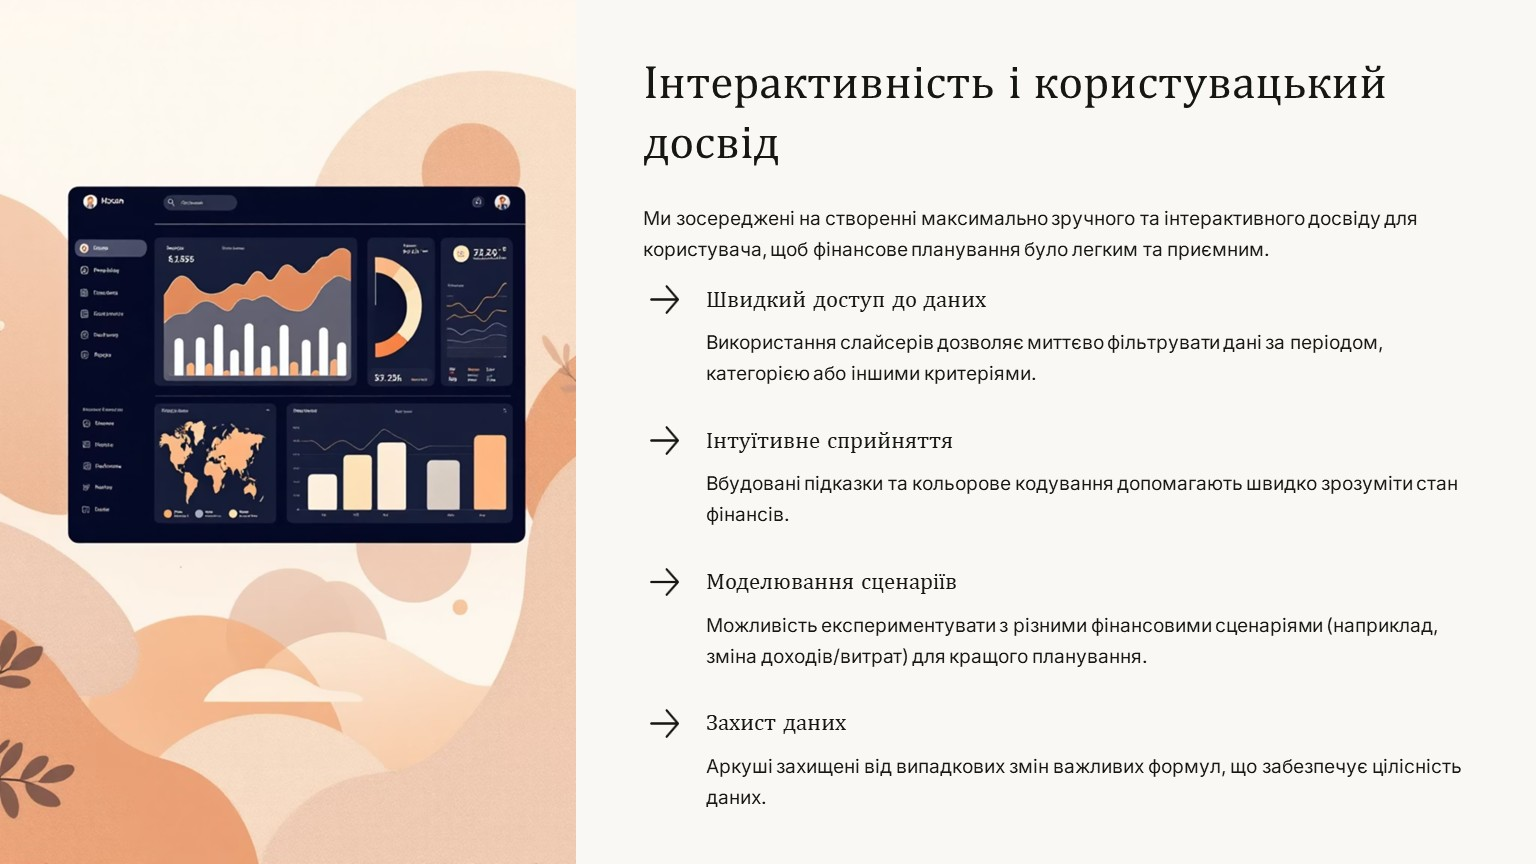 Інтерактивність і користувацький
досвід
Ми зосереджені на створенні максимально зручного та інтерактивного досвіду для
користувача, щоб фінансове планування було легким та приємним.
Швидкий доступ до даних
Використання слайсерів дозволяє миттєво фільтрувати дані за періодом,
категорією або іншими критеріями.
Інтуїтивне сприйняття
Вбудовані підказки та кольорове кодування допомагають швидко зрозуміти стан
фінансів.
Моделювання сценаріїв
Можливість експериментувати з різними фінансовими сценаріями (наприклад,
зміна доходів/витрат) для кращого планування.
Захист даних
Аркуші захищені від випадкових змін важливих формул, що забезпечує цілісність
даних.